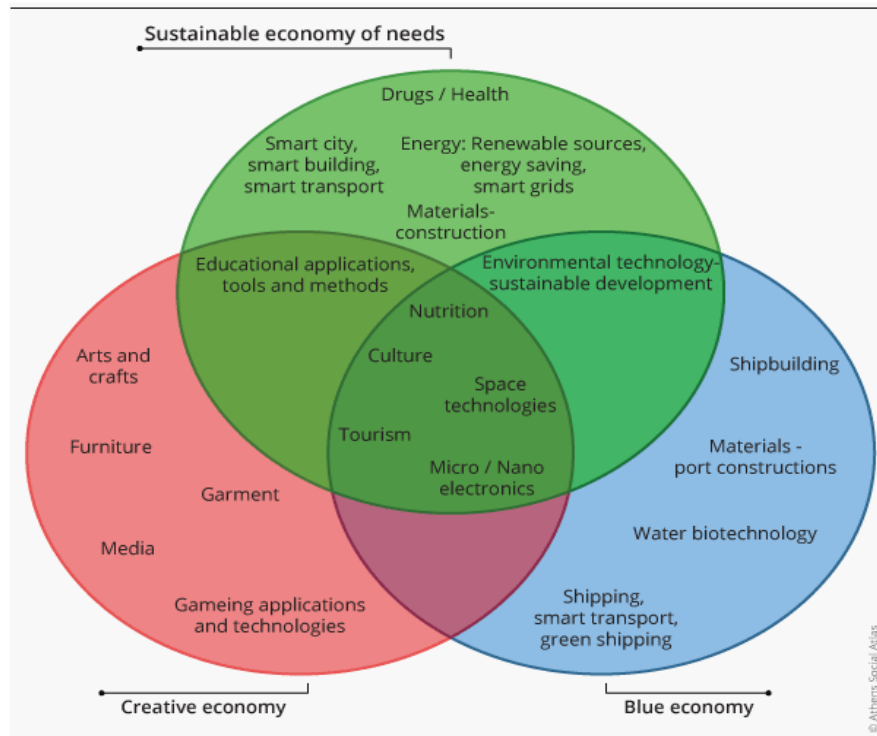 Sustainable economy of needs
Drugs / Health
Smart city,
smart building,
smart transport
Energy: Renewable sources,
energy saving,
smart grids
Materials-
construction
Educational applications,
tools and methods
Environmental technology-
sustainable development
Nutrition
Culture
Space
technologies
Tourism
Micro / Nano
electronics
Arts and
crafts
Furniture
Garment
Media
Gameing applications
and technologies
Shipbuilding
Materials -
port constructions
Water biotechnology
Shipping,
smart transport,
green shipping
Creative economy
Blue economy
© Athens Social Atlas